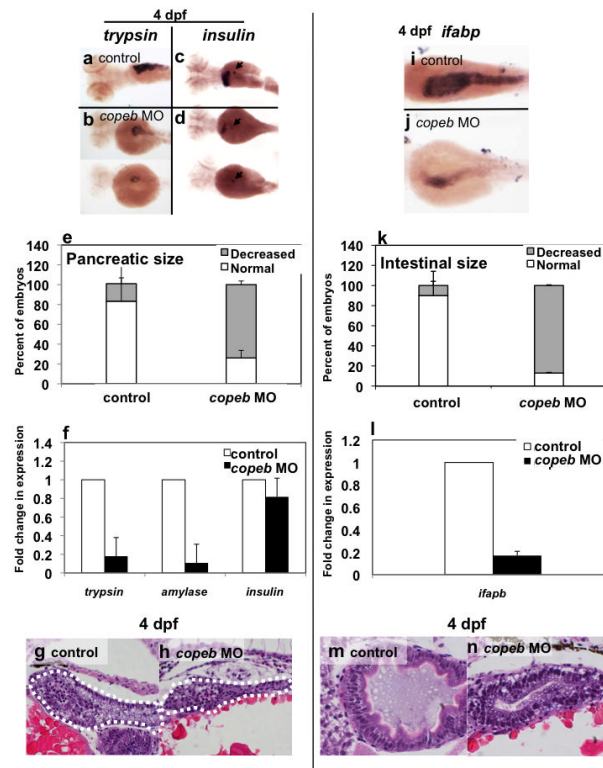 4 dpf
trypsin
insulin
a control
c
b copeb MO
d
e
140
120
100
80
60
40
20
0
Percent of embryos
Pancreatic size
Decreased
Normal
control
copeb MO
f
1.4
1.2
1
0.8
0.6
0.4
0.2
0
Fold change in expression
control
copeb MO
trypsin
amylase
insulin
4 dpf
g control
h copeb MO
4 dpf ifabp
i control
j copeb MO
k
140
120
100
80
60
40
20
0
Percent of embryos
Intestinal size
Decreased
Normal
control
copeb MO
l
1.2
1
0.8
0.6
0.4
0.2
0
Fold change in expression
control
copeb MO
ifapb
4 dpf
m control
n copeb MO